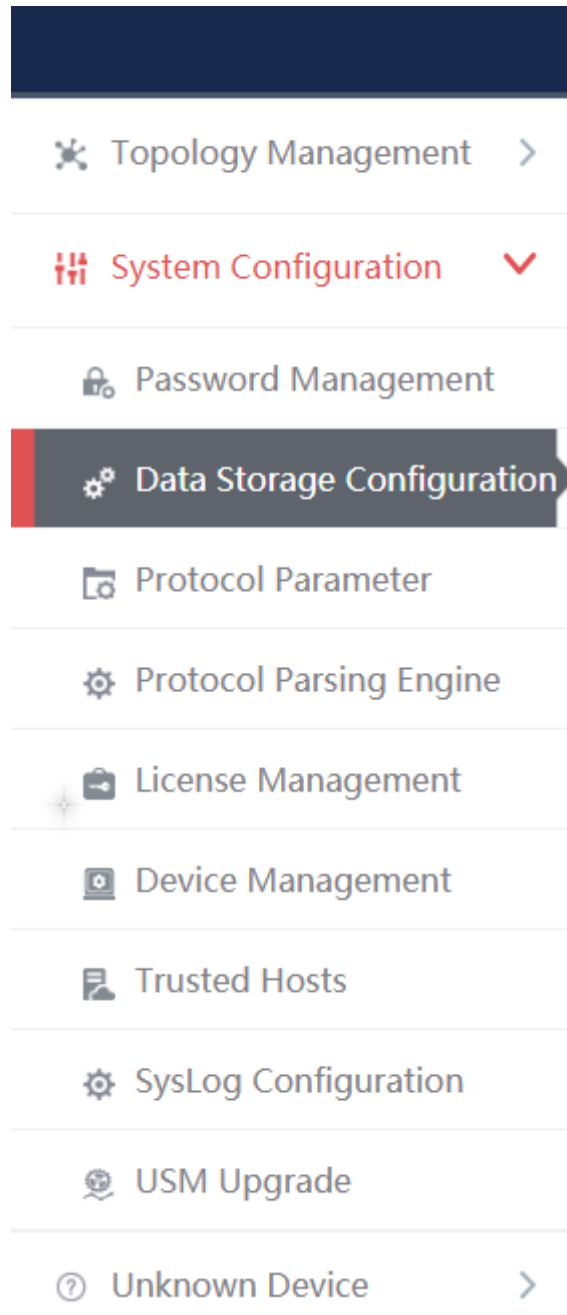 Topology Management
System Configuration
Password Management
Data Storage Configuration
Protocol Parameter
Protocol Parsing Engine
License Management
Device Management
Trusted Hosts
SysLog Configuration
USM Upgrade
Unknown Device